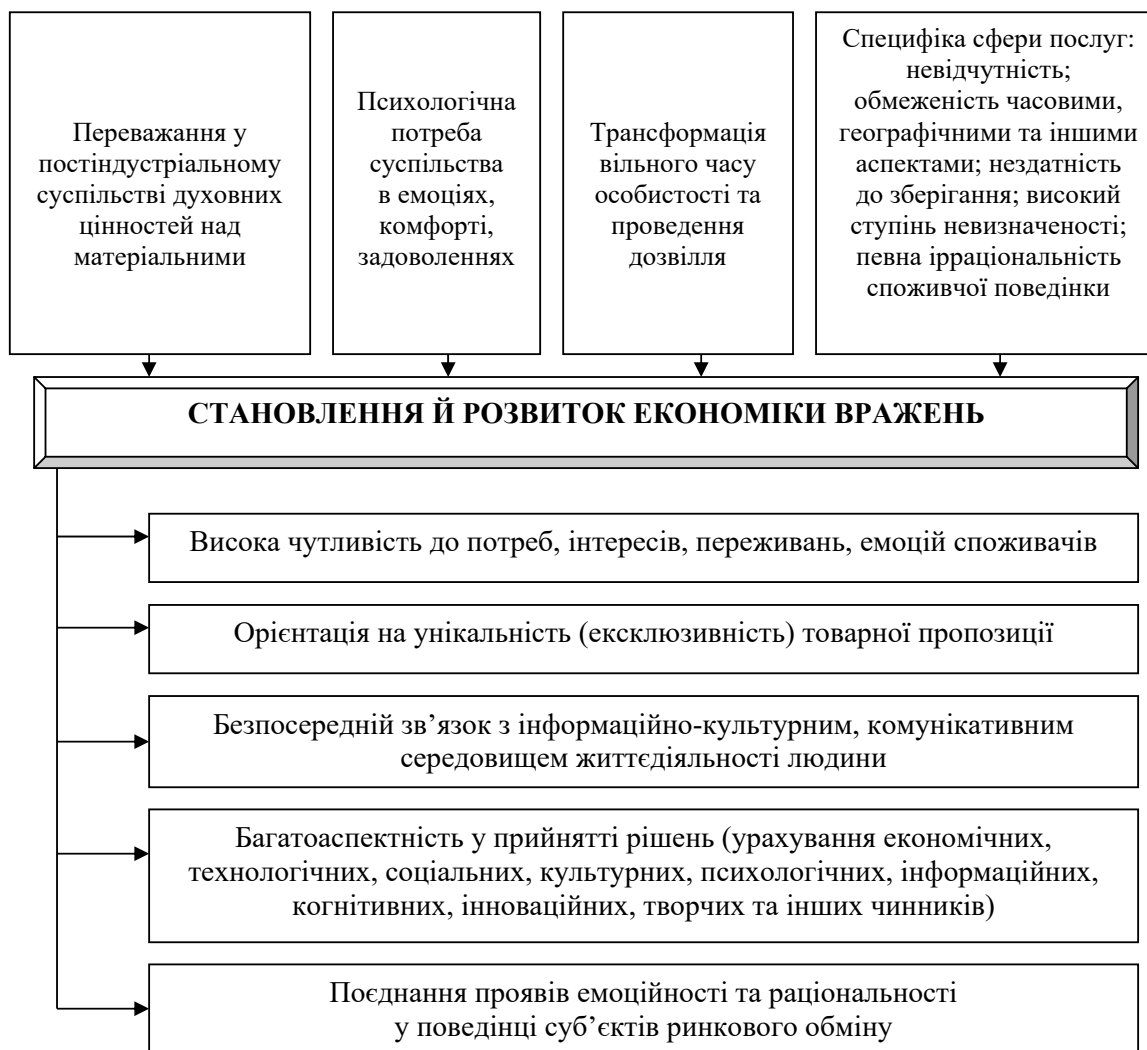 Переважання у
постіндустріальному
суспільстві духовних
цінностей над
матеріальними
Психологічна
потреба
суспільства
в емоціях,
комфорті,
задоволеннях
Трансформація
вільного часу
особистості та
проведення
дозвілля
Специфіка сфери послуг:
невідчутність;
обмеженість часовими,
географічними та іншими
аспектами; нездатність
до зберігання; високий
ступінь невизначеності;
певна ірраціональність
споживчої поведінки
СТАНОВЛЕННЯ Й РОЗВИТОК ЕКОНОМІКИ ВРАЖЕНЬ
Висока чутливість до потреб, інтересів, переживань, емоцій споживачів
Орієнтація на унікальність (ексклюзивність) товарної пропозиції
Безпосередній зв’язок з інформаційно-культурним, комунікативним
середовищем життєдіяльності людини
Багатоаспектність у прийнятті рішень (урахування економічних,
технологічних, соціальних, культурних, психологічних, інформаційних,
когнітивних, інноваційних, творчих та інших чинників)
Поєднання проявів емоційності та раціональності
у поведінці суб’єктів ринкового обміну